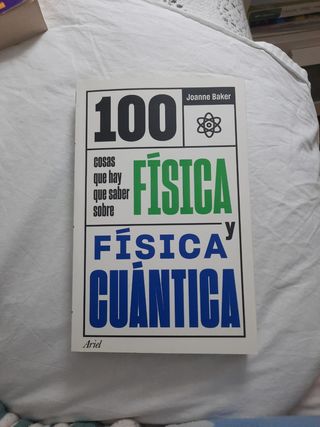 100
Joanne Baker
cosas
que hay
que saber
sobre
FÍSICA
y
FÍSICA
CUÁNTICA
Ariel